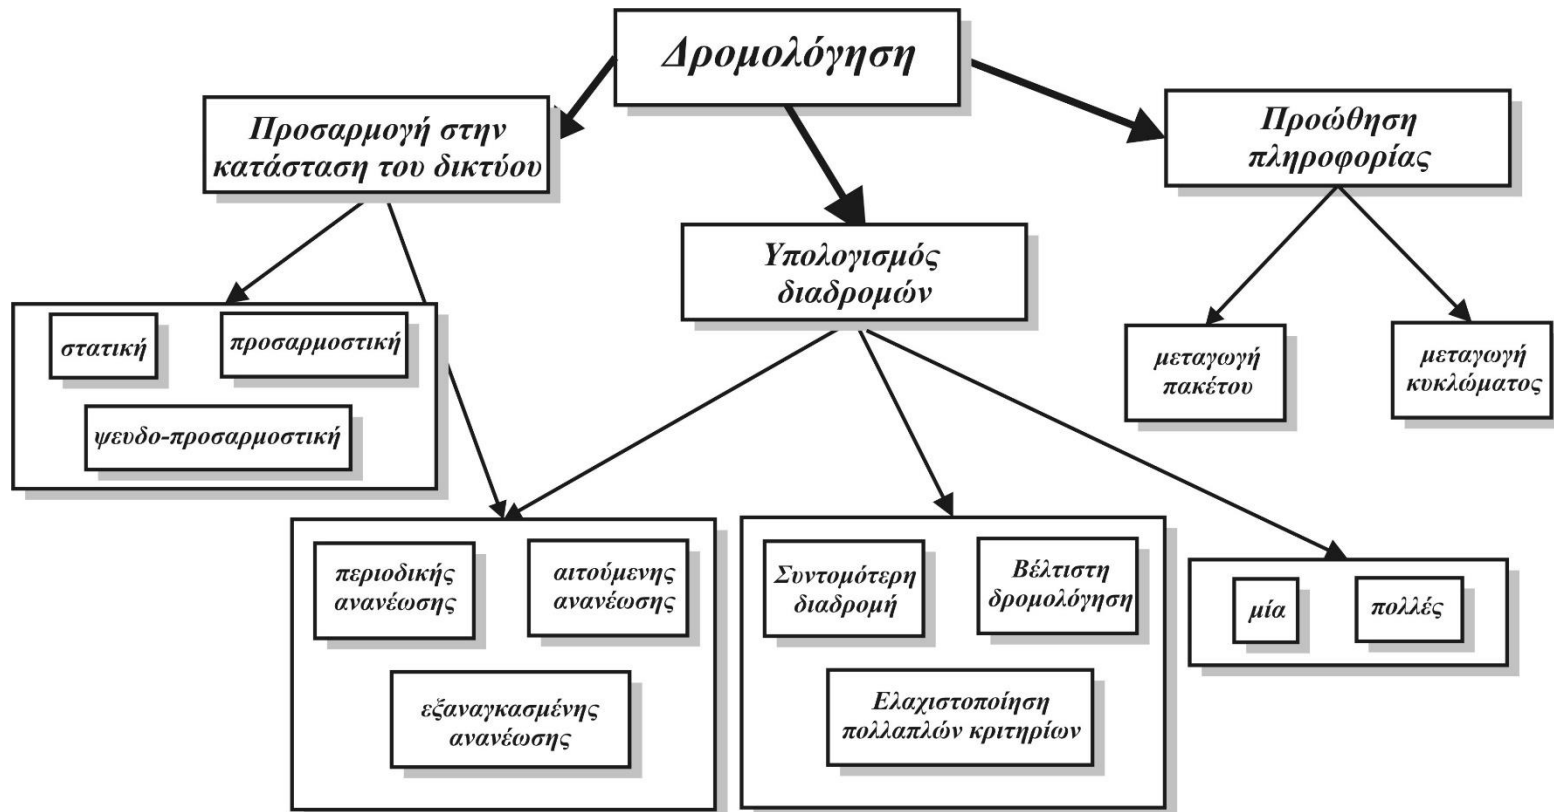 Δρομολόγηση
Προσαρμογή στην
κατάσταση του δικτύου
Προώθηση
πληροφορίας
Υπολογισμός
διαδρομών
στατική
προσαρμοστική
ψευδο-προσαρμοστική
μεταγωγή
πακέτου
μεταγωγή
κυκλώματος
περιοδικής
ανανέωσης
αιτούμενης
ανανέωσης
εξαναγκασμένης
ανανέωσης
Συντομότερη
διαδρομή
Βέλτιστη
δρομολόγηση
Ελαχιστοποίηση
πολλαπλών κριτηρίων
μία
πολλές